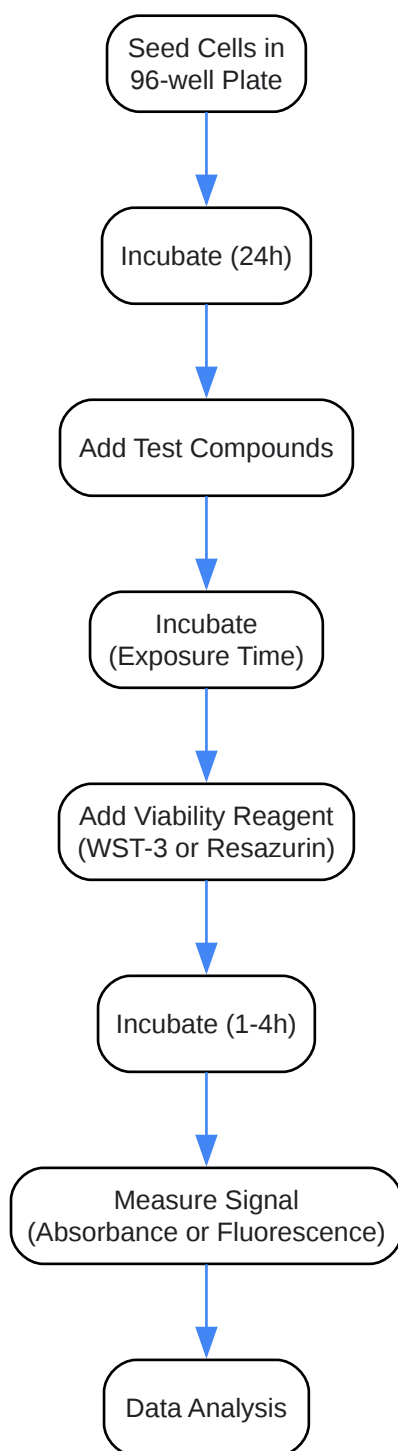 Seed Cells in
96-well Plate
Incubate (24h)
Add Test Compounds
Incubate
(Exposure Time)
Add Viability Reagent
(WST-3 or Resazurin)
Incubate (1-4h)
Measure Signal
(Absorbance or Fluorescence)
Data Analysis